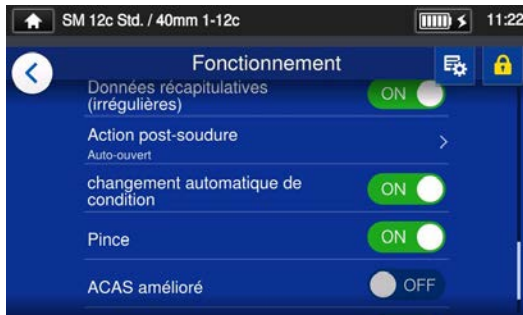 SM 12c Std. / 40mm 1-12c
11:22
Fonctionnement
Données récapitulatives
(irrégulières)
ON
Action post-soudure
Auto-ouvert
changement automatique de
condition
ON
Pince
ON
ACAS amélioré
OFF